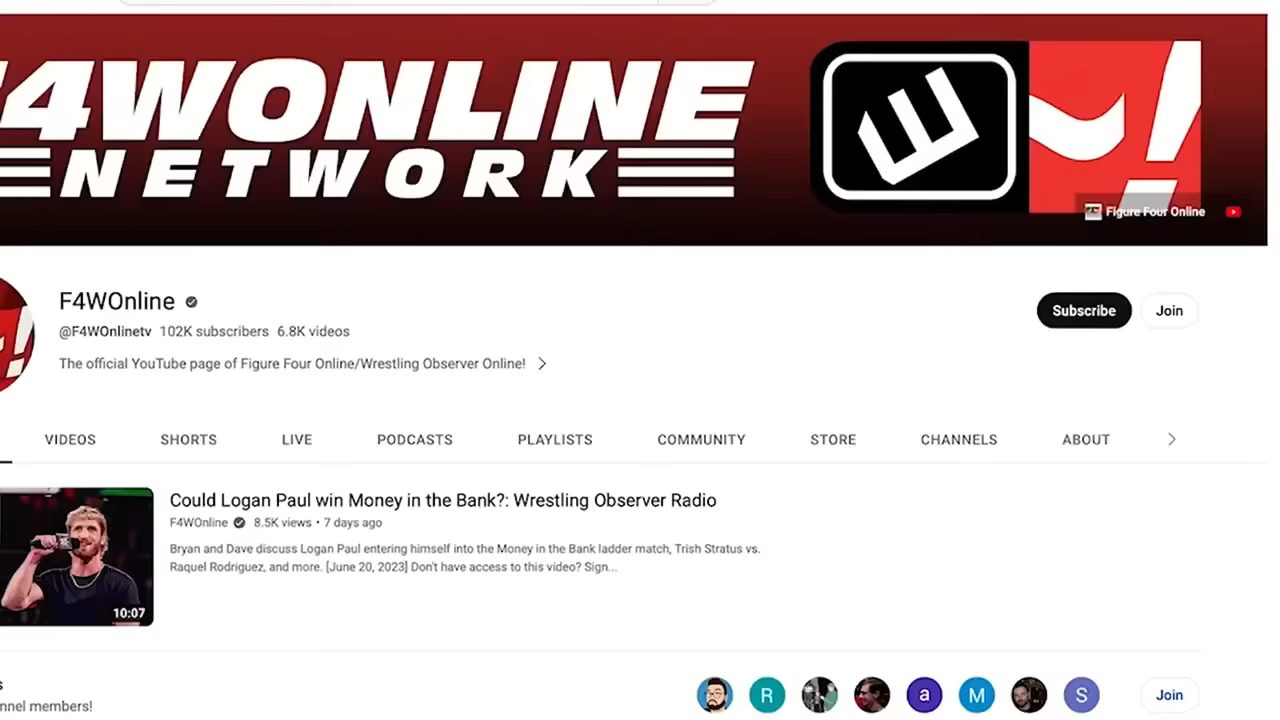 F4WONLINE
NETWORK
Figure Four Online
F4WOnline
@F4WOnlinetv 102K subscribers 6.8K videos
Subscribe
Join
The official YouTube page of Figure Four Online/Wrestling Observer Online!
VIDEOS SHORTS LIVE PODCASTS PLAYLISTS COMMUNITY STORE CHANNELS ABOUT
Could Logan Paul win Money in the Bank?: Wrestling Observer Radio
F4WOnline 8.5K views • 7 days ago
Bryan and Dave discuss Logan Paul entering himself into the Money in the Bank ladder match, Trish Stratus vs.
Raquel Rodriguez, and more. [June 20, 2023] Don't have access to this video? Sign...
10:07
R a M S
Join
nnel members!